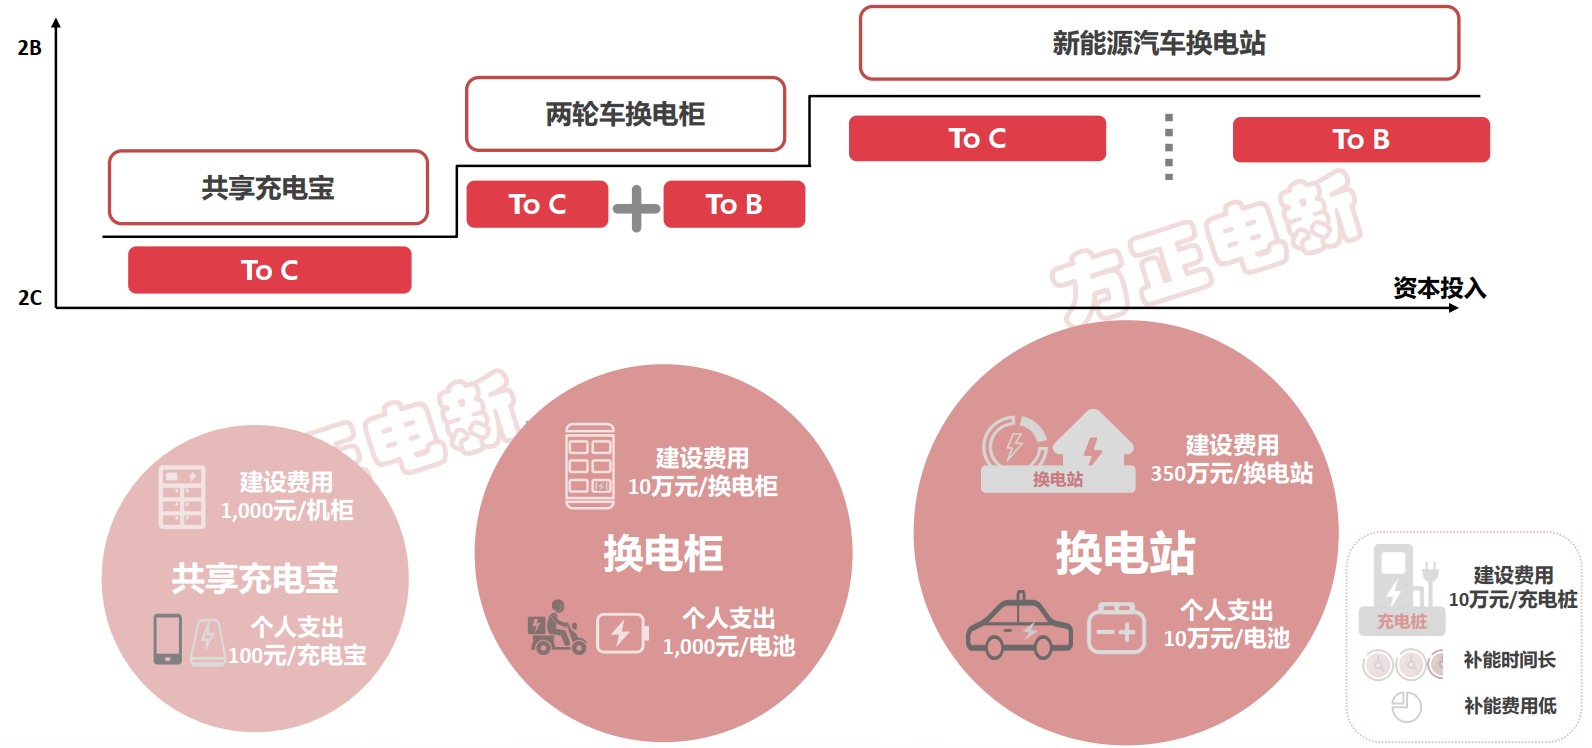 2B
新能源汽车换电站
两轮车换电柜
To C
To B
共享充电宝
To C
To B
To C
2C
资本投入
方正电新
方正电新
建设费用
1,000元/机柜
共享充电宝
个人支出
100元/充电宝
建设费用
10万元/换电柜
换电柜
个人支出
1,000元/电池
换电站
建设费用
350万元/换电站
换电站
个人支出
10万元/电池
建设费用
10万元/充电桩
充电桩
补能时间长
补能费用低